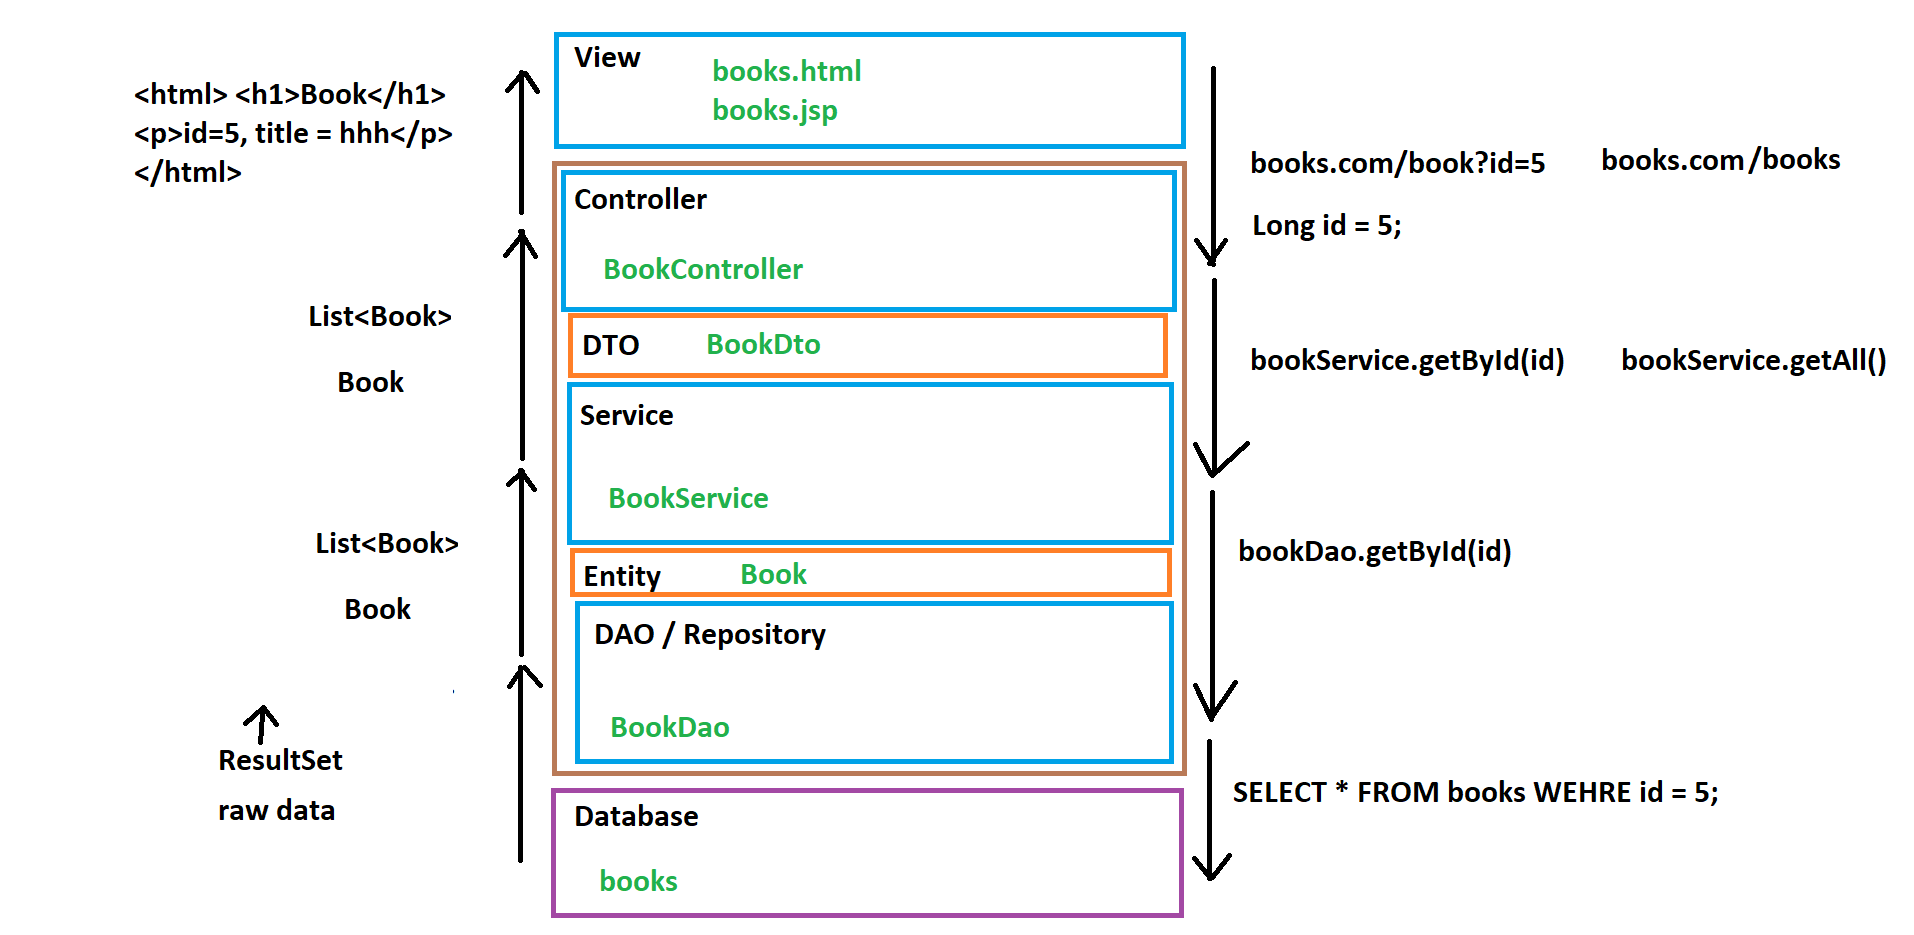 View
books.html
books.jsp
<html> <h1>Book</h1>
<p>id=5, title = hhh</p>
</html>
books.com/book?id=5
books.com/books
Long id = 5;
Controller
BookController
List<Book>
Book
DTO
BookDto
bookService.getById(id)
bookService.getAll()
Service
BookService
List<Book>
Book
Entity
Book
bookDao.getById(id)
DAO / Repository
BookDao
ResultSet
raw data
SELECT * FROM books WEHRE id = 5;
Database
books